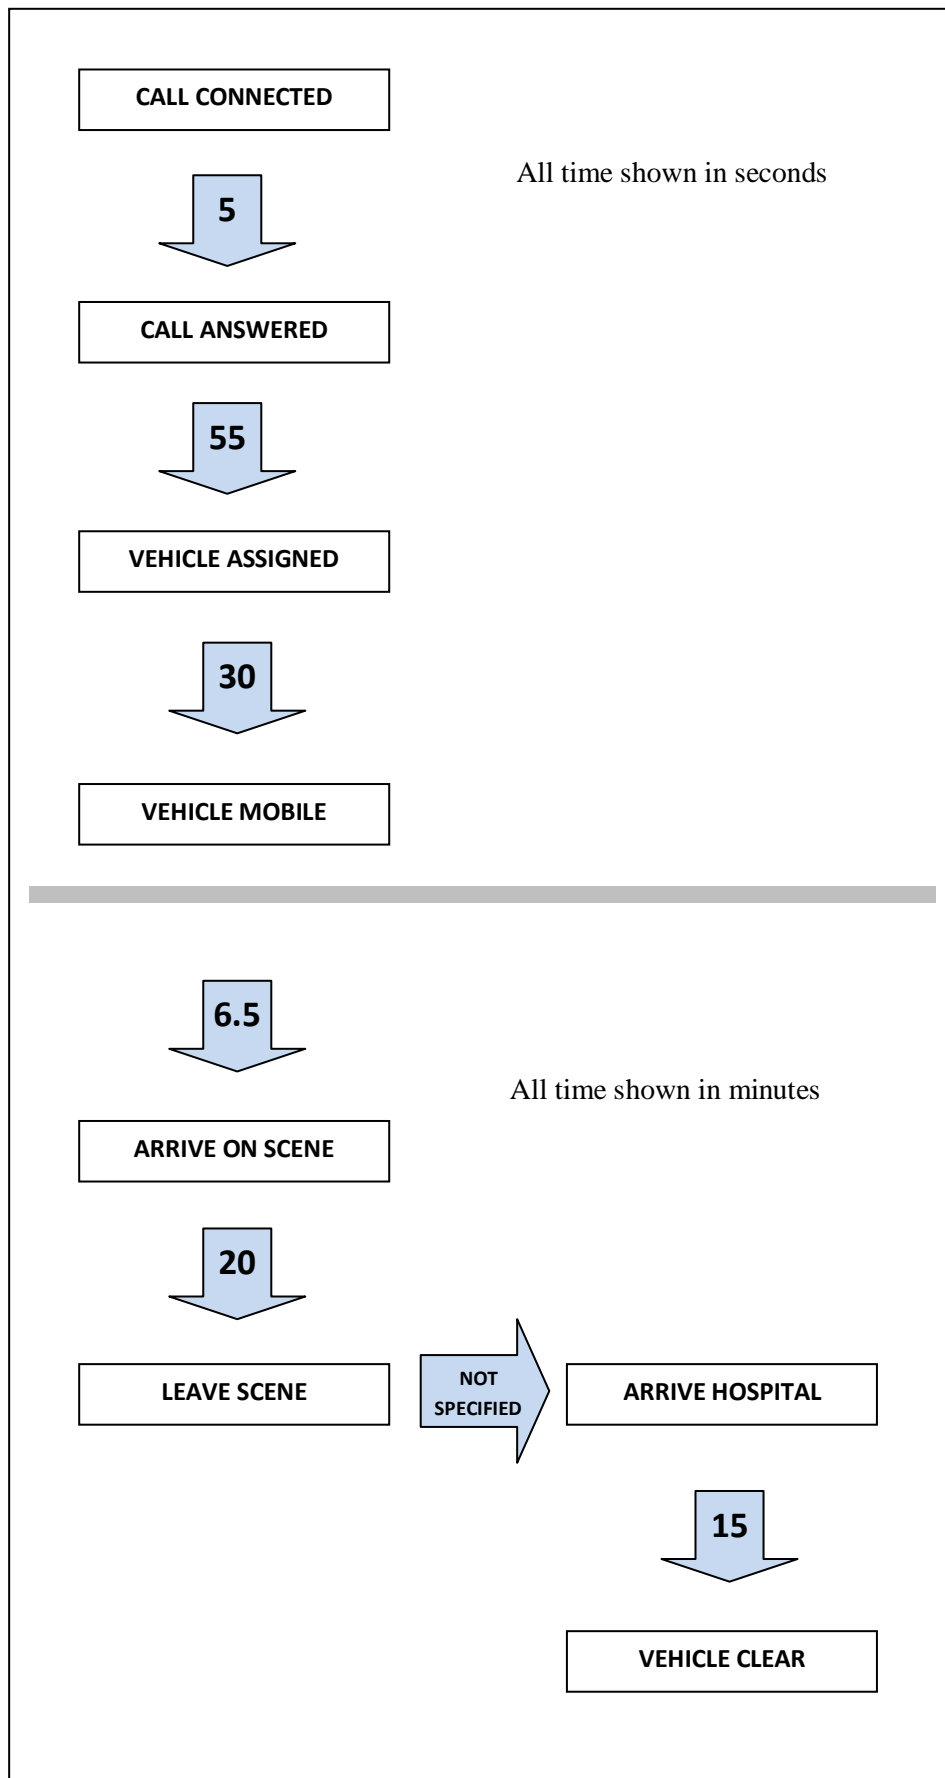 CALL CONNECTED
All time shown in seconds
5
CALL ANSWERED
55
VEHICLE ASSIGNED
30
VEHICLE MOBILE
6.5
All time shown in minutes
ARRIVE ON SCENE
20
LEAVE SCENE
NOT
SPECIFIED
ARRIVE HOSPITAL
15
VEHICLE CLEAR